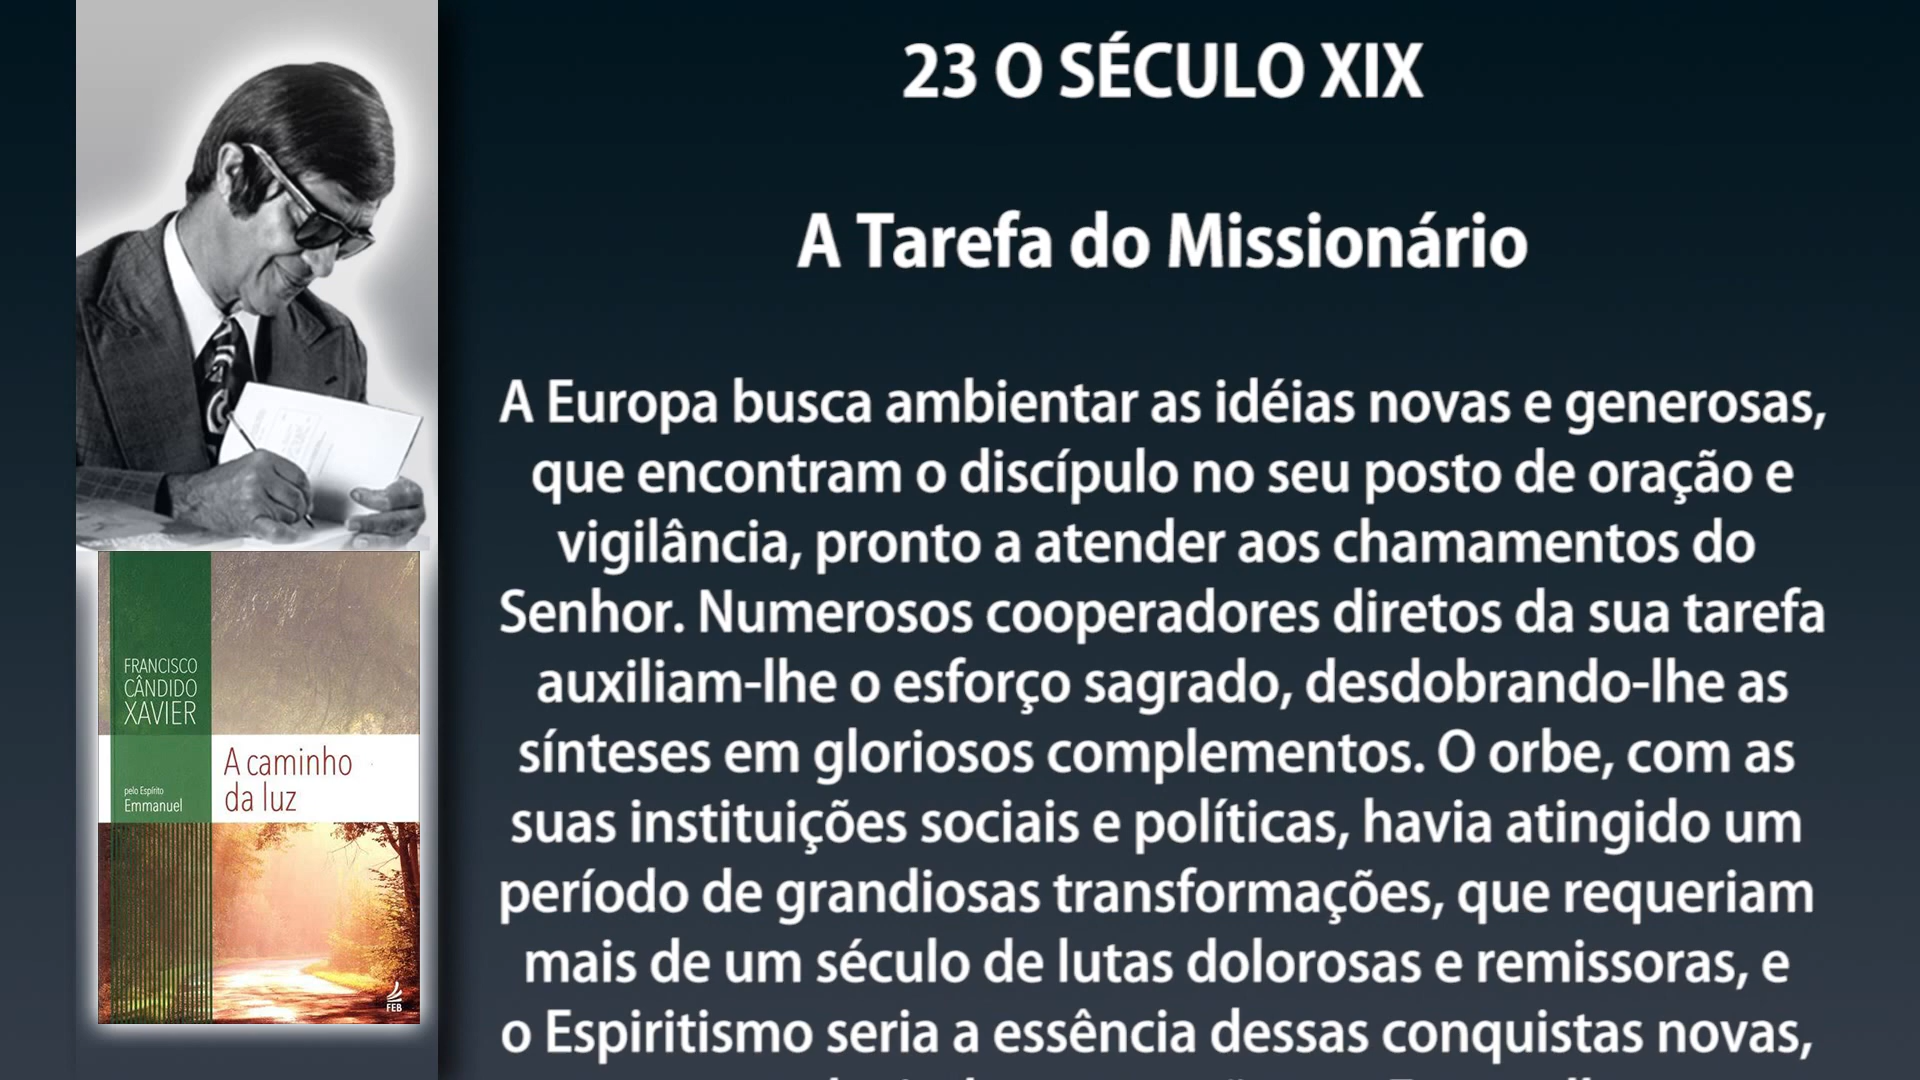 23 O SÉCULO XIX
A Tarefa do Missionário
A Europa busca ambientar as idéias novas e generosas,
que encontram o discípulo no seu posto de oração e
vigilância, pronto a atender aos chamamentos do
Senhor. Numerosos cooperadores diretos da sua tarefa
auxiliam-lhe o esforço sagrado, desdobrando-lhe as
sínteses em gloriosos complementos. O orbe, com as
suas instituições sociais e políticas, havia atingido um
período de grandiosas transformações, que requeriam
mais de um século de lutas dolorosas e remissoras, e
o Espiritismo seria a essência dessas conquistas novas,
FRANCISCO
CÂNDIDO
XAVIER
A caminho
da luz
pelo Espírito
Emmanuel
FEB